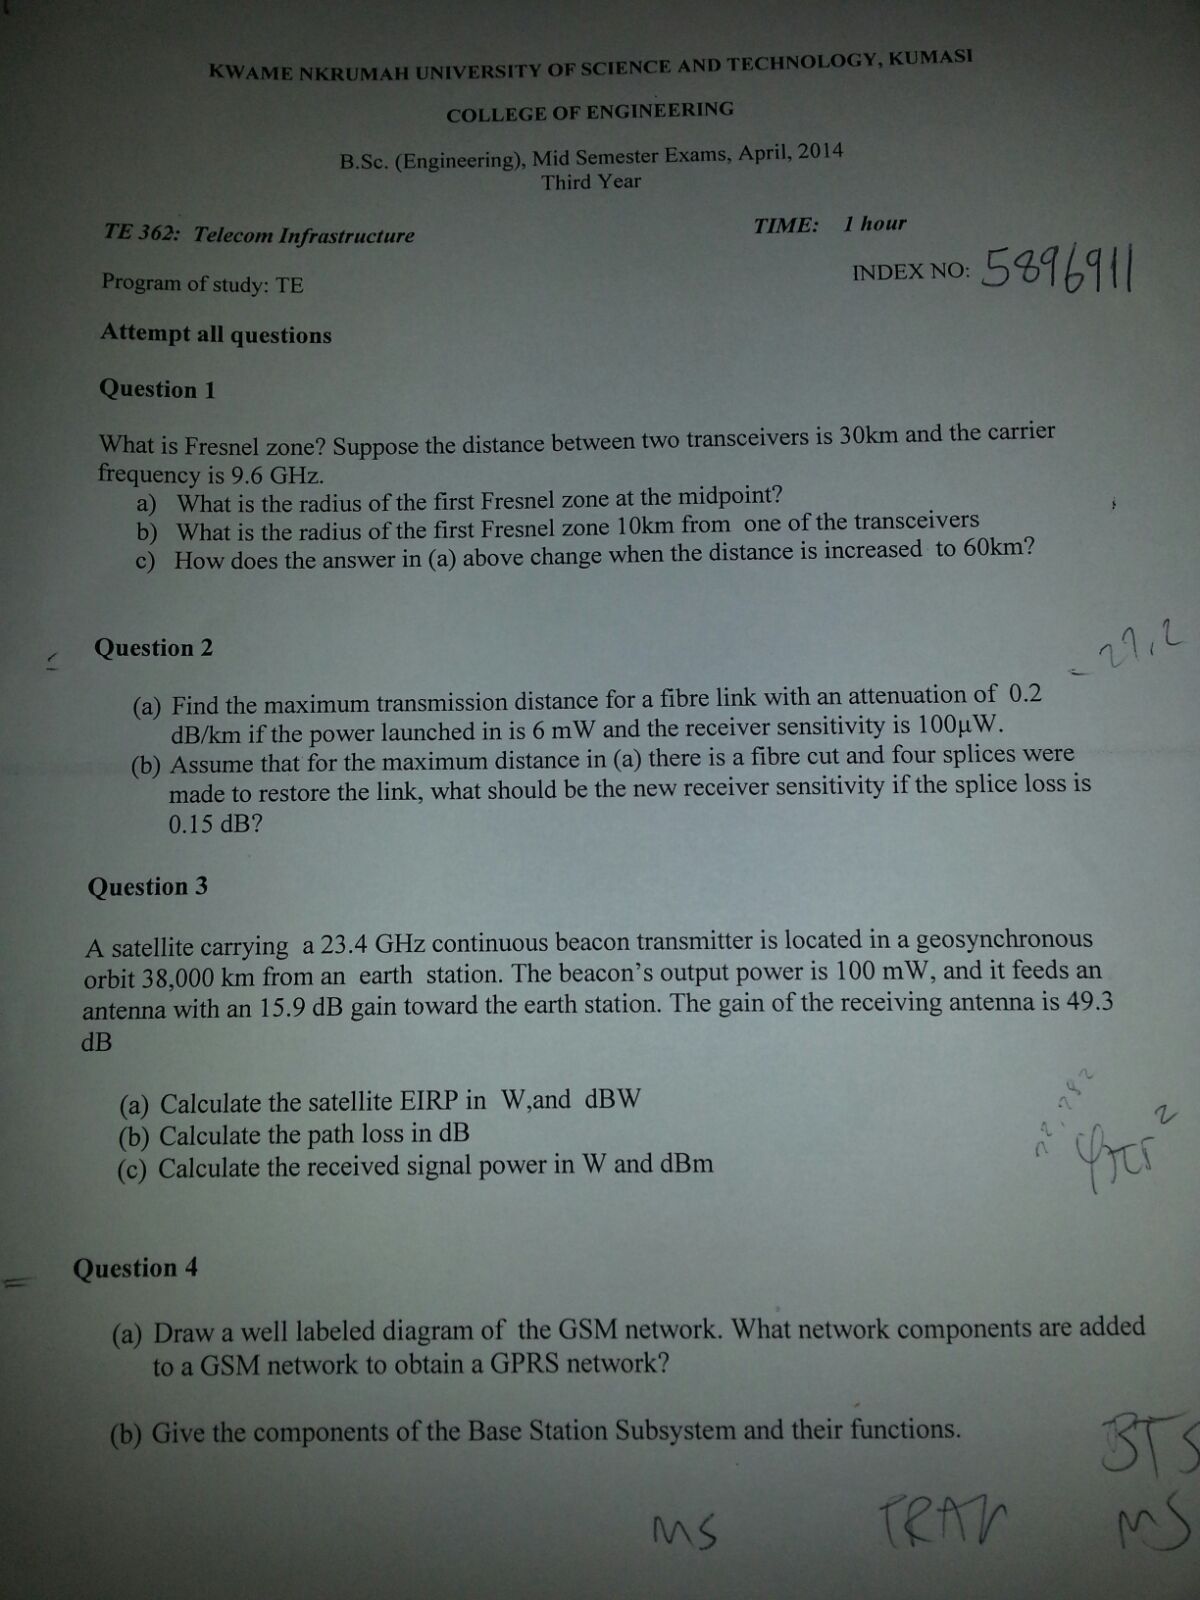 KWAME NKRUMAH UNIVERSITY OF SCIENCE AND TECHNOLOGY, KUMASI
COLLEGE OF ENGINEERING
B.Sc. (Engineering), Mid Semester Exams, April, 2014
Third Year
TE 362: Telecom Infrastructure TIME: 1 hour
Program of study: TE INDEX NO: 5896911
Attempt all questions
Question 1
What is Fresnel zone? Suppose the distance between two transceivers is 30km and the carrier
frequency is 9.6 GHz.
a) What is the radius of the first Fresnel zone at the midpoint?
b) What is the radius of the first Fresnel zone 10km from one of the transceivers
c) How does the answer in (a) above change when the distance is increased to 60km?
Question 2
(a) Find the maximum transmission distance for a fibre link with an attenuation of 0.2
dB/km if the power launched in is 6 mW and the receiver sensitivity is 100µW.
(b) Assume that for the maximum distance in (a) there is a fibre cut and four splices were
made to restore the link, what should be the new receiver sensitivity if the splice loss is
0.15 dB?
Question 3
A satellite carrying a 23.4 GHz continuous beacon transmitter is located in a geosynchronous
orbit 38,000 km from an earth station. The beacon's output power is 100 mW, and it feeds an
antenna with an 15.9 dB gain toward the earth station. The gain of the receiving antenna is 49.3
dB
(a) Calculate the satellite EIRP in W,and dBW
(b) Calculate the path loss in dB
(c) Calculate the received signal power in W and dBm
Question 4
(a) Draw a well labeled diagram of the GSM network. What network components are added
to a GSM network to obtain a GPRS network?
(b) Give the components of the Base Station Subsystem and their functions.
BTS
MS MS